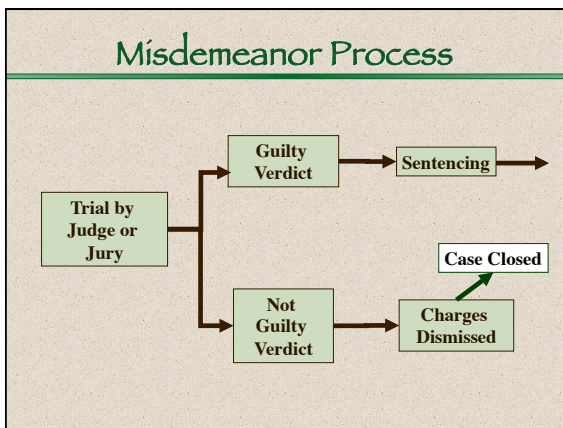 Misdemeanor Process
Guilty
Verdict
Sentencing
Trial by
Judge or
Jury
Case Closed
Not
Guilty
Verdict
Charges
Dismissed